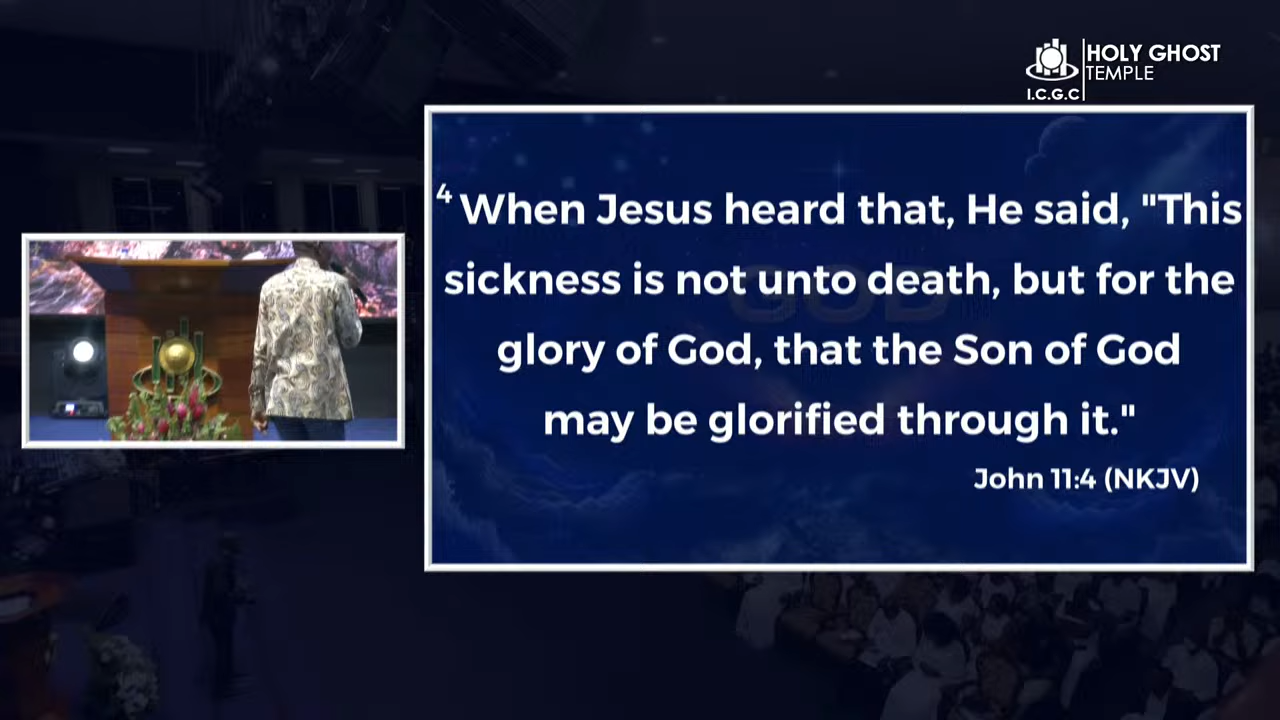 HOLY GHOST
TEMPLE
I.C.G.C
4 When Jesus heard that, He said, "This
sickness is not unto death, but for the
glory of God, that the Son of God
may be glorified through it."
John 11:4 (NKJV)
GOD